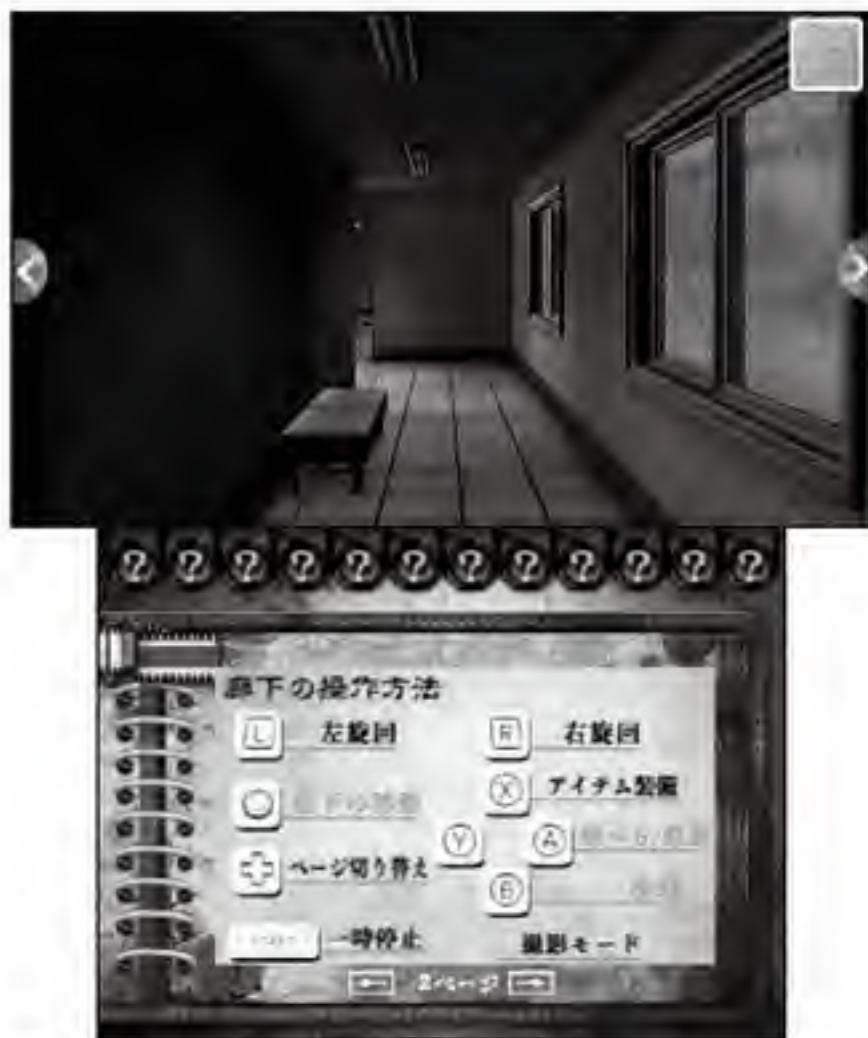 ? ? ? ? ? ? ? ? ? ? ? ?
廊下の操作方法
L 左旋回
R 右旋回
X アイテム装備
Y A
ページ切り替え
B
一時停止
撮影モード
2ページ